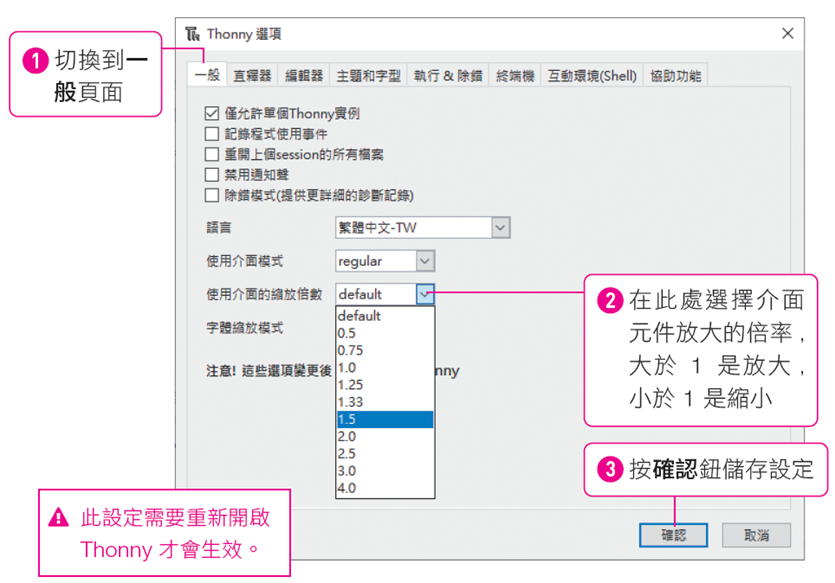 Thonny 選項
1 切換到一
般頁面
一般 直譯器 編輯器 主題和字型 執行 & 除錯 終端機 互動環境(Shell) 協助功能
僅允許單個Thonny實例
記錄程式使用事件
重開上個session的所有檔案
禁用通知聲
除錯模式(提供更詳細的診斷記錄)
語言 繁體中文-TW
使用介面模式 regular
使用介面的縮放倍數 default
字體縮放模式
default
0.5
0.75
1.0
1.25
1.33
1.5
2.0
2.5
3.0
4.0
注意! 這些選項變更後 nny
2 在此處選擇介面
元件放大的倍率,
大於 1 是放大,
小於 1 是縮小
3 按確認鈕儲存設定
此設定需要重新開啟
Thonny 才會生效。
確認 取消